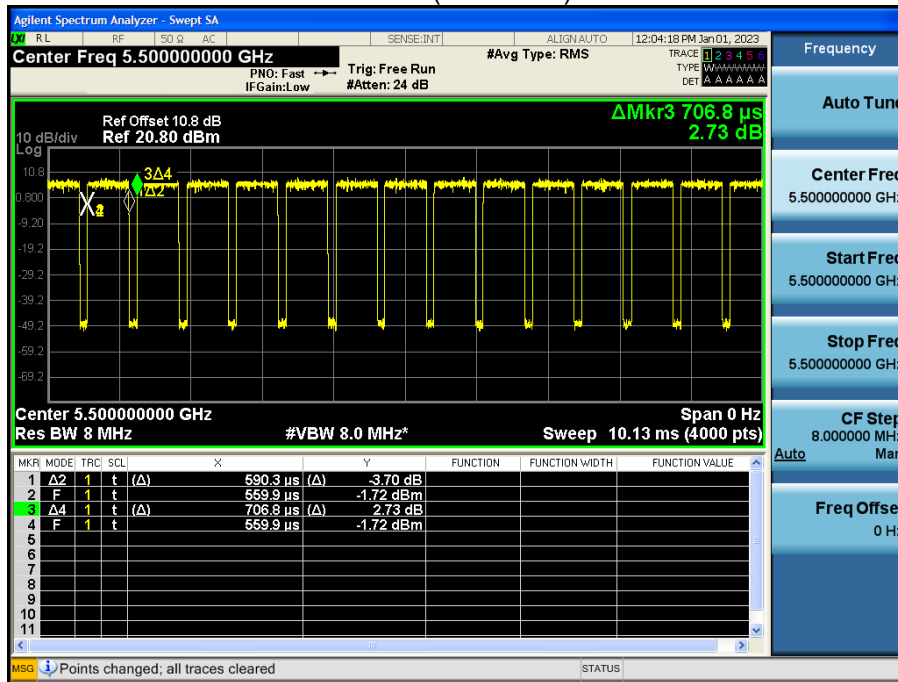 Agilent Spectrum Analyzer - Swept SA
LXI RL RF 50 Ω AC SENSE:INT ALIGN AUTO 12:04:18 PM Jan 01, 2023
Center Freq 5.500000000 GHz #Avg Type: RMS TRACE 1 2 3 4 5 6
PNO: Fast Trig: Free Run TYPE WWWWWW
IFGain:Low #Atten: 24 dB DET A A A A A A
Frequency
Auto Tune
ΔMkr3 706.8 µs
2.73 dB
Ref Offset 10.8 dB
10 dB/div Ref 20.80 dBm
Log
10.8
0.800
-9.20
-19.2
-29.2
-39.2
-49.2
-59.2
-69.2
3Δ4
Δ2
X
Center Freq
5.500000000 GHz
Start Freq
5.500000000 GHz
Stop Freq
5.500000000 GHz
CF Step
8.000000 MHz
Auto Man
Freq Offset
0 Hz
Center 5.500000000 GHz Span 0 Hz
Res BW 8 MHz #VBW 8.0 MHz* Sweep 10.13 ms (4000 pts)
MKR MODE TRC SCL X Y FUNCTION FUNCTION WIDTH FUNCTION VALUE
1 Δ2 1 t (Δ) 590.3 µs (Δ) -3.70 dB
2 F 1 t 559.9 µs -1.72 dBm
3 Δ4 1 t (Δ) 706.8 µs (Δ) 2.73 dB
4 F 1 t 559.9 µs -1.72 dBm
5
6
7
8
9
10
11
MSG Points changed; all traces cleared STATUS